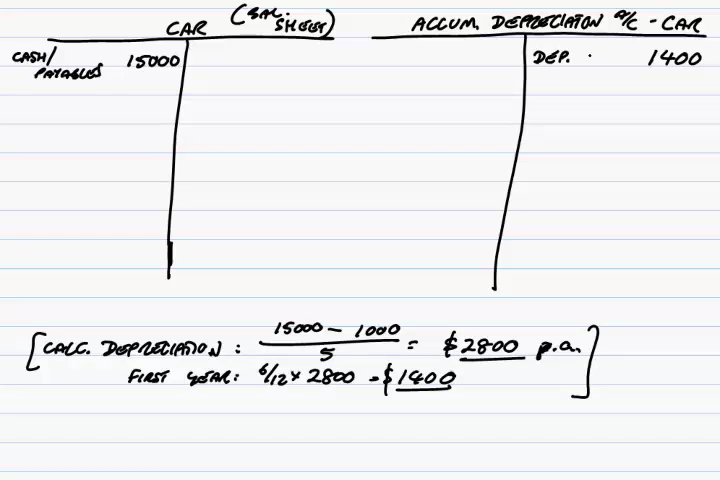 CAR (BAL. SHEET)
ACCUM. DEPRECIATION A/C - CAR
CASH/PAYABLES 15000
DEP. 1400
[CALC. DEPRECIATION: 15000 - 1000 / 5 = $2800 p.a.
FIRST YEAR: 6/12 × 2800 = $1400]